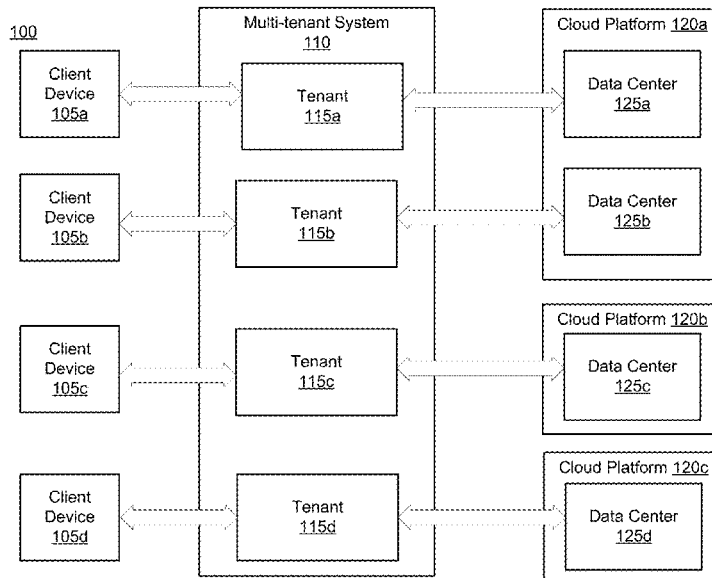 100
Multi-tenant System
110
Cloud Platform 120a
Client
Device
105a
Tenant
115a
Data Center
125a
Client
Device
105b
Tenant
115b
Data Center
125b
Cloud Platform 120b
Client
Device
105c
Tenant
115c
Data Center
125c
Cloud Platform 120c
Client
Device
105d
Tenant
115d
Data Center
125d